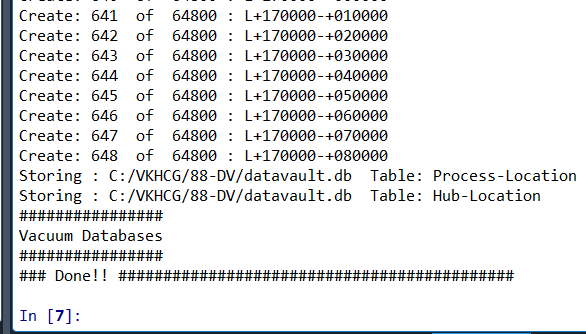 Create: 641  of  64800 : L+170000-+010000
Create: 642  of  64800 : L+170000-+020000
Create: 643  of  64800 : L+170000-+030000
Create: 644  of  64800 : L+170000-+040000
Create: 645  of  64800 : L+170000-+050000
Create: 646  of  64800 : L+170000-+060000
Create: 647  of  64800 : L+170000-+070000
Create: 648  of  64800 : L+170000-+080000
Storing : C:/VKHCG/88-DV/datavault.db  Table: Process-Location
Storing : C:/VKHCG/88-DV/datavault.db  Table: Hub-Location
################
Vacuum Databases
################
### Done!! ############################################
In [7]: